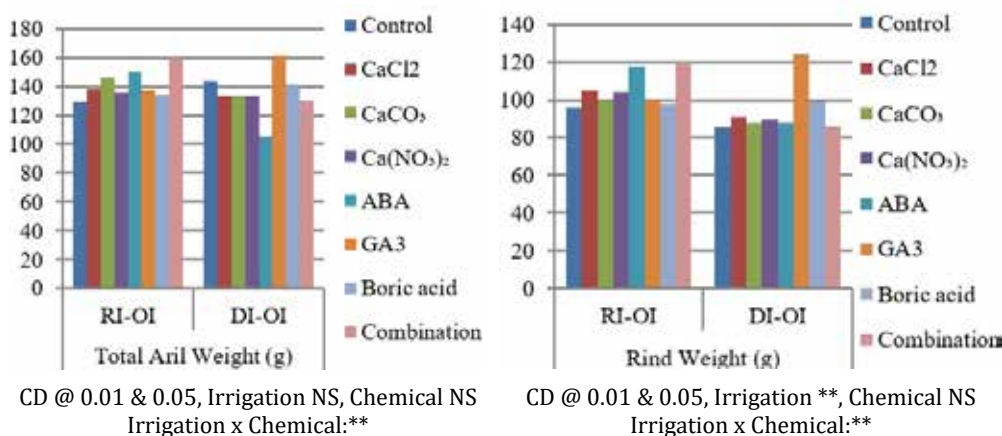 180
160
140
120
100
80
60
40
20
0
RI-OI DI-OI
Total Aril Weight (g)
Control
CaCl2
CaCO₃
Ca(NO₃)₂
ABA
GA3
Boric acid
Combination
CD @ 0.01 & 0.05, Irrigation NS, Chemical NS
Irrigation x Chemical:**
140
120
100
80
60
40
20
0
RI-OI DI-OI
Rind Weight (g)
Control
CaCl2
CaCO₃
Ca(NO₃)₂
ABA
GA3
Boric acid
Combination
CD @ 0.01 & 0.05, Irrigation **, Chemical NS
Irrigation x Chemical:**